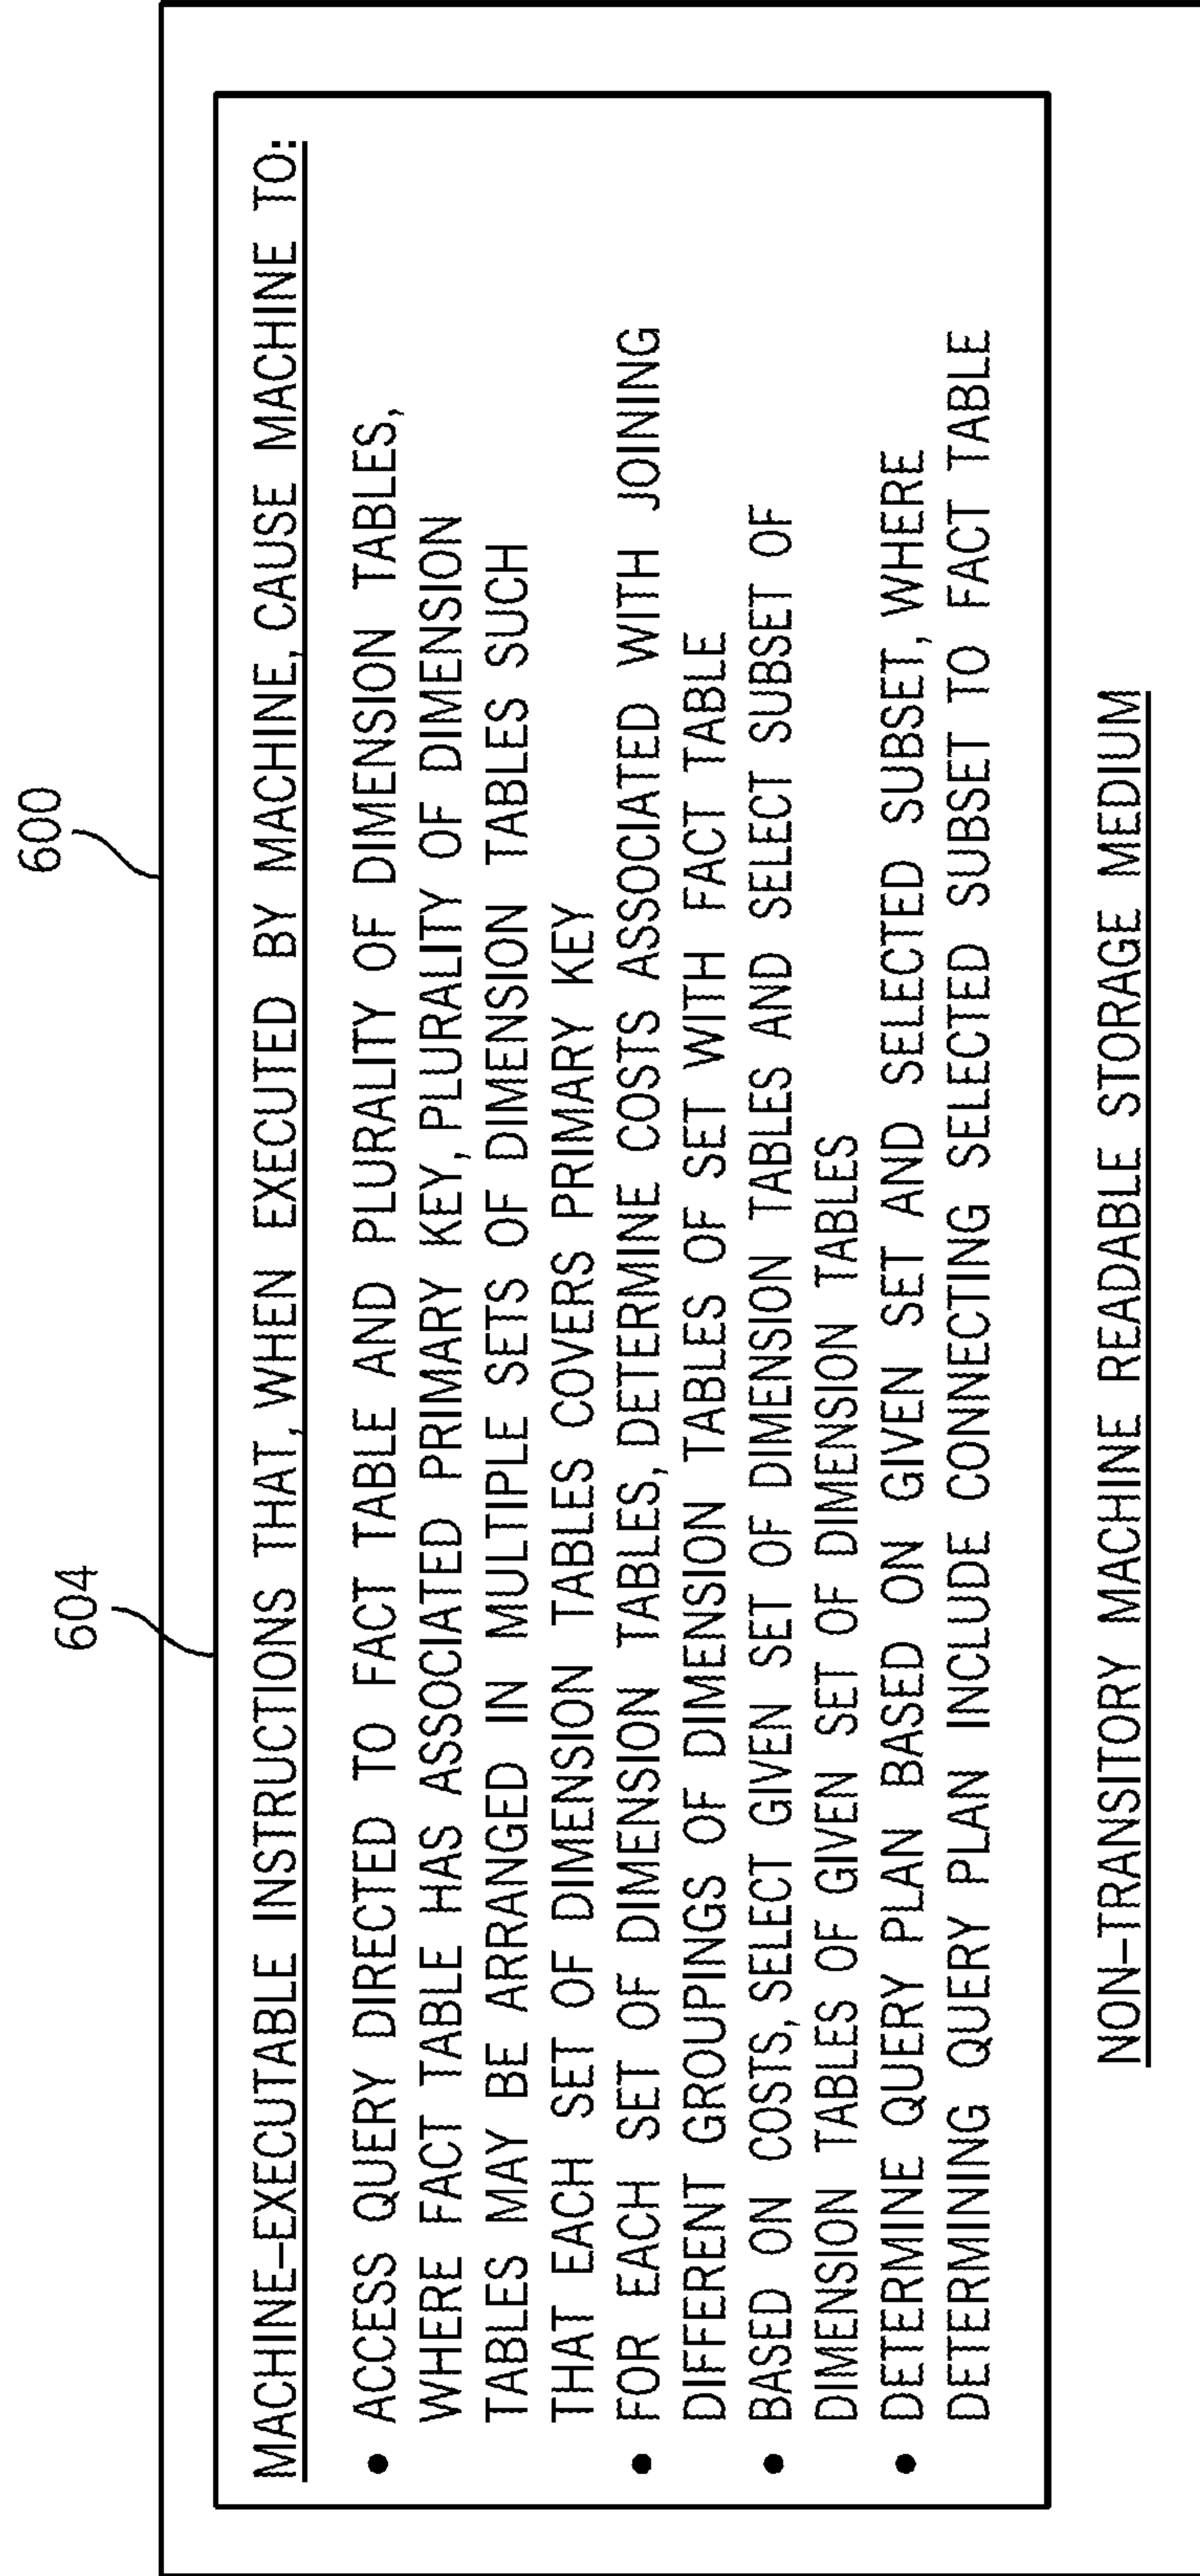 600
604
MACHINE-EXECUTABLE INSTRUCTIONS THAT, WHEN EXECUTED BY MACHINE, CAUSE MACHINE TO:
• ACCESS QUERY DIRECTED TO FACT TABLE AND PLURALITY OF DIMENSION TABLES,
WHERE FACT TABLE HAS ASSOCIATED PRIMARY KEY, PLURALITY OF DIMENSION
TABLES MAY BE ARRANGED IN MULTIPLE SETS OF DIMENSION TABLES SUCH
THAT EACH SET OF DIMENSION TABLES COVERS PRIMARY KEY
• FOR EACH SET OF DIMENSION TABLES, DETERMINE COSTS ASSOCIATED WITH JOINING
DIFFERENT GROUPINGS OF DIMENSION TABLES OF SET WITH FACT TABLE
• BASED ON COSTS, SELECT GIVEN SET OF DIMENSION TABLES AND SELECT SUBSET OF
DIMENSION TABLES OF GIVEN SET OF DIMENSION TABLES
• DETERMINE QUERY PLAN BASED ON GIVEN SET AND SELECTED SUBSET, WHERE
DETERMINING QUERY PLAN INCLUDE CONNECTING SELECTED SUBSET TO FACT TABLE
NON-TRANSITORY MACHINE READABLE STORAGE MEDIUM